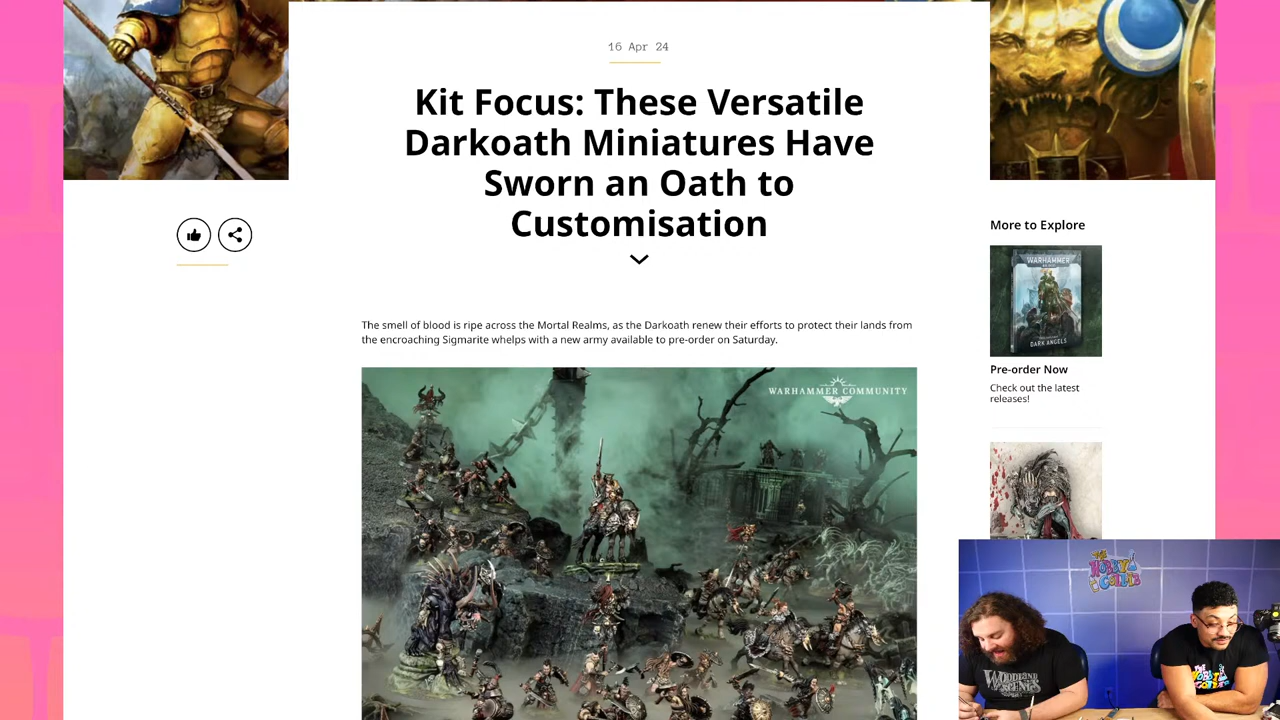 16 Apr 24
Kit Focus: These Versatile
Darkoath Miniatures Have
Sworn an Oath to
Customisation
The smell of blood is ripe across the Mortal Realms, as the Darkoath renew their efforts to protect their lands from
the encroaching Sigmarite whelps with a new army available to pre-order on Saturday.
WARHAMMER COMMUNITY
More to Explore
WARHAMMER
DARK ANGELS
Pre-order Now
Check out the latest
releases!
THE
HOBBY
COLLAB